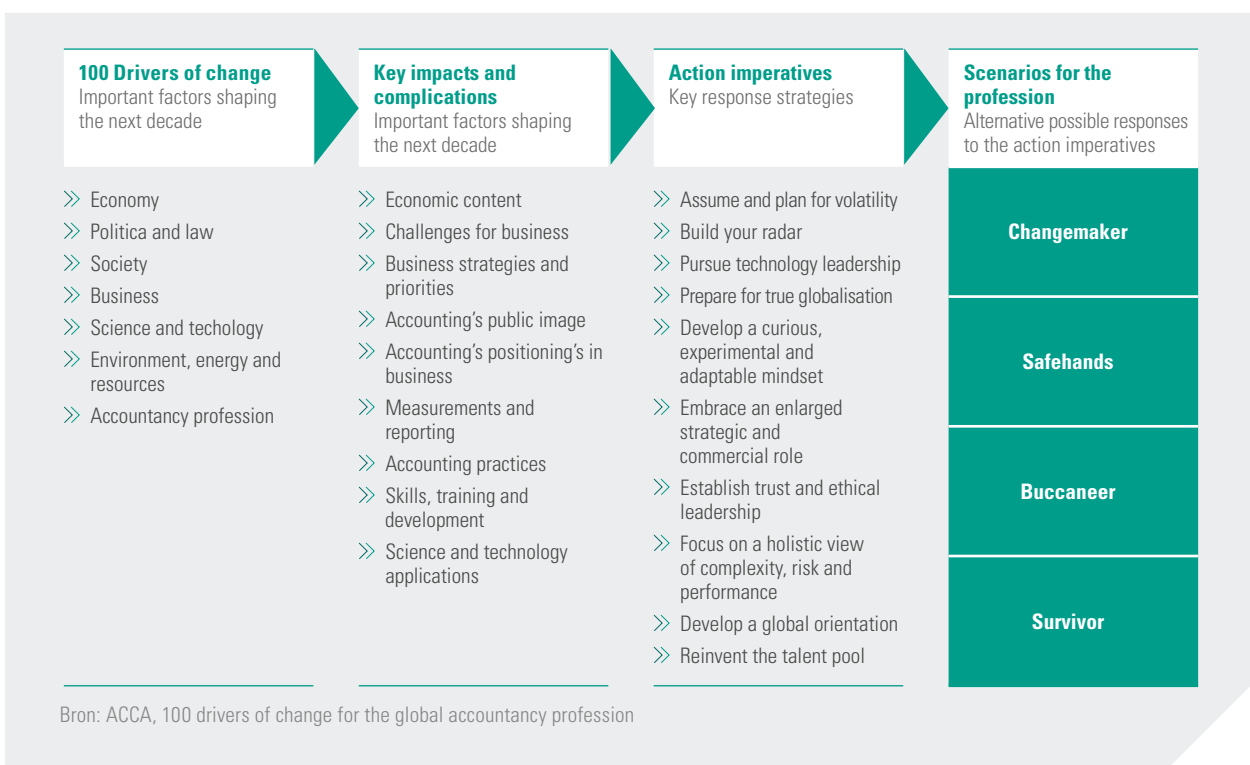 100 Drivers of change
Important factors shaping
the next decade
Economy
Politica and law
Society
Business
Science and techology
Environment, energy and
resources
Accountancy profession
Key impacts and
complications
Important factors shaping
the next decade
Economic content
Challenges for business
Business strategies and
priorities
Accounting's public image
Accounting's positioning's in
business
Measurements and
reporting
Accounting practices
Skills, training and
development
Science and technology
applications
Action imperatives
Key response strategies
Assume and plan for volatility
Build your radar
Pursue technology leadership
Prepare for true globalisation
Develop a curious,
experimental and
adaptable mindset
Embrace an enlarged
strategic and
commercial role
Establish trust and ethical
leadership
Focus on a holistic view
of complexity, risk and
performance
Develop a global orientation
Reinvent the talent pool
Scenarios for the
profession
Alternative possible responses
to the action imperatives
Changemaker
Safehands
Buccaneer
Survivor
Bron: ACCA, 100 drivers of change for the global accountancy profession